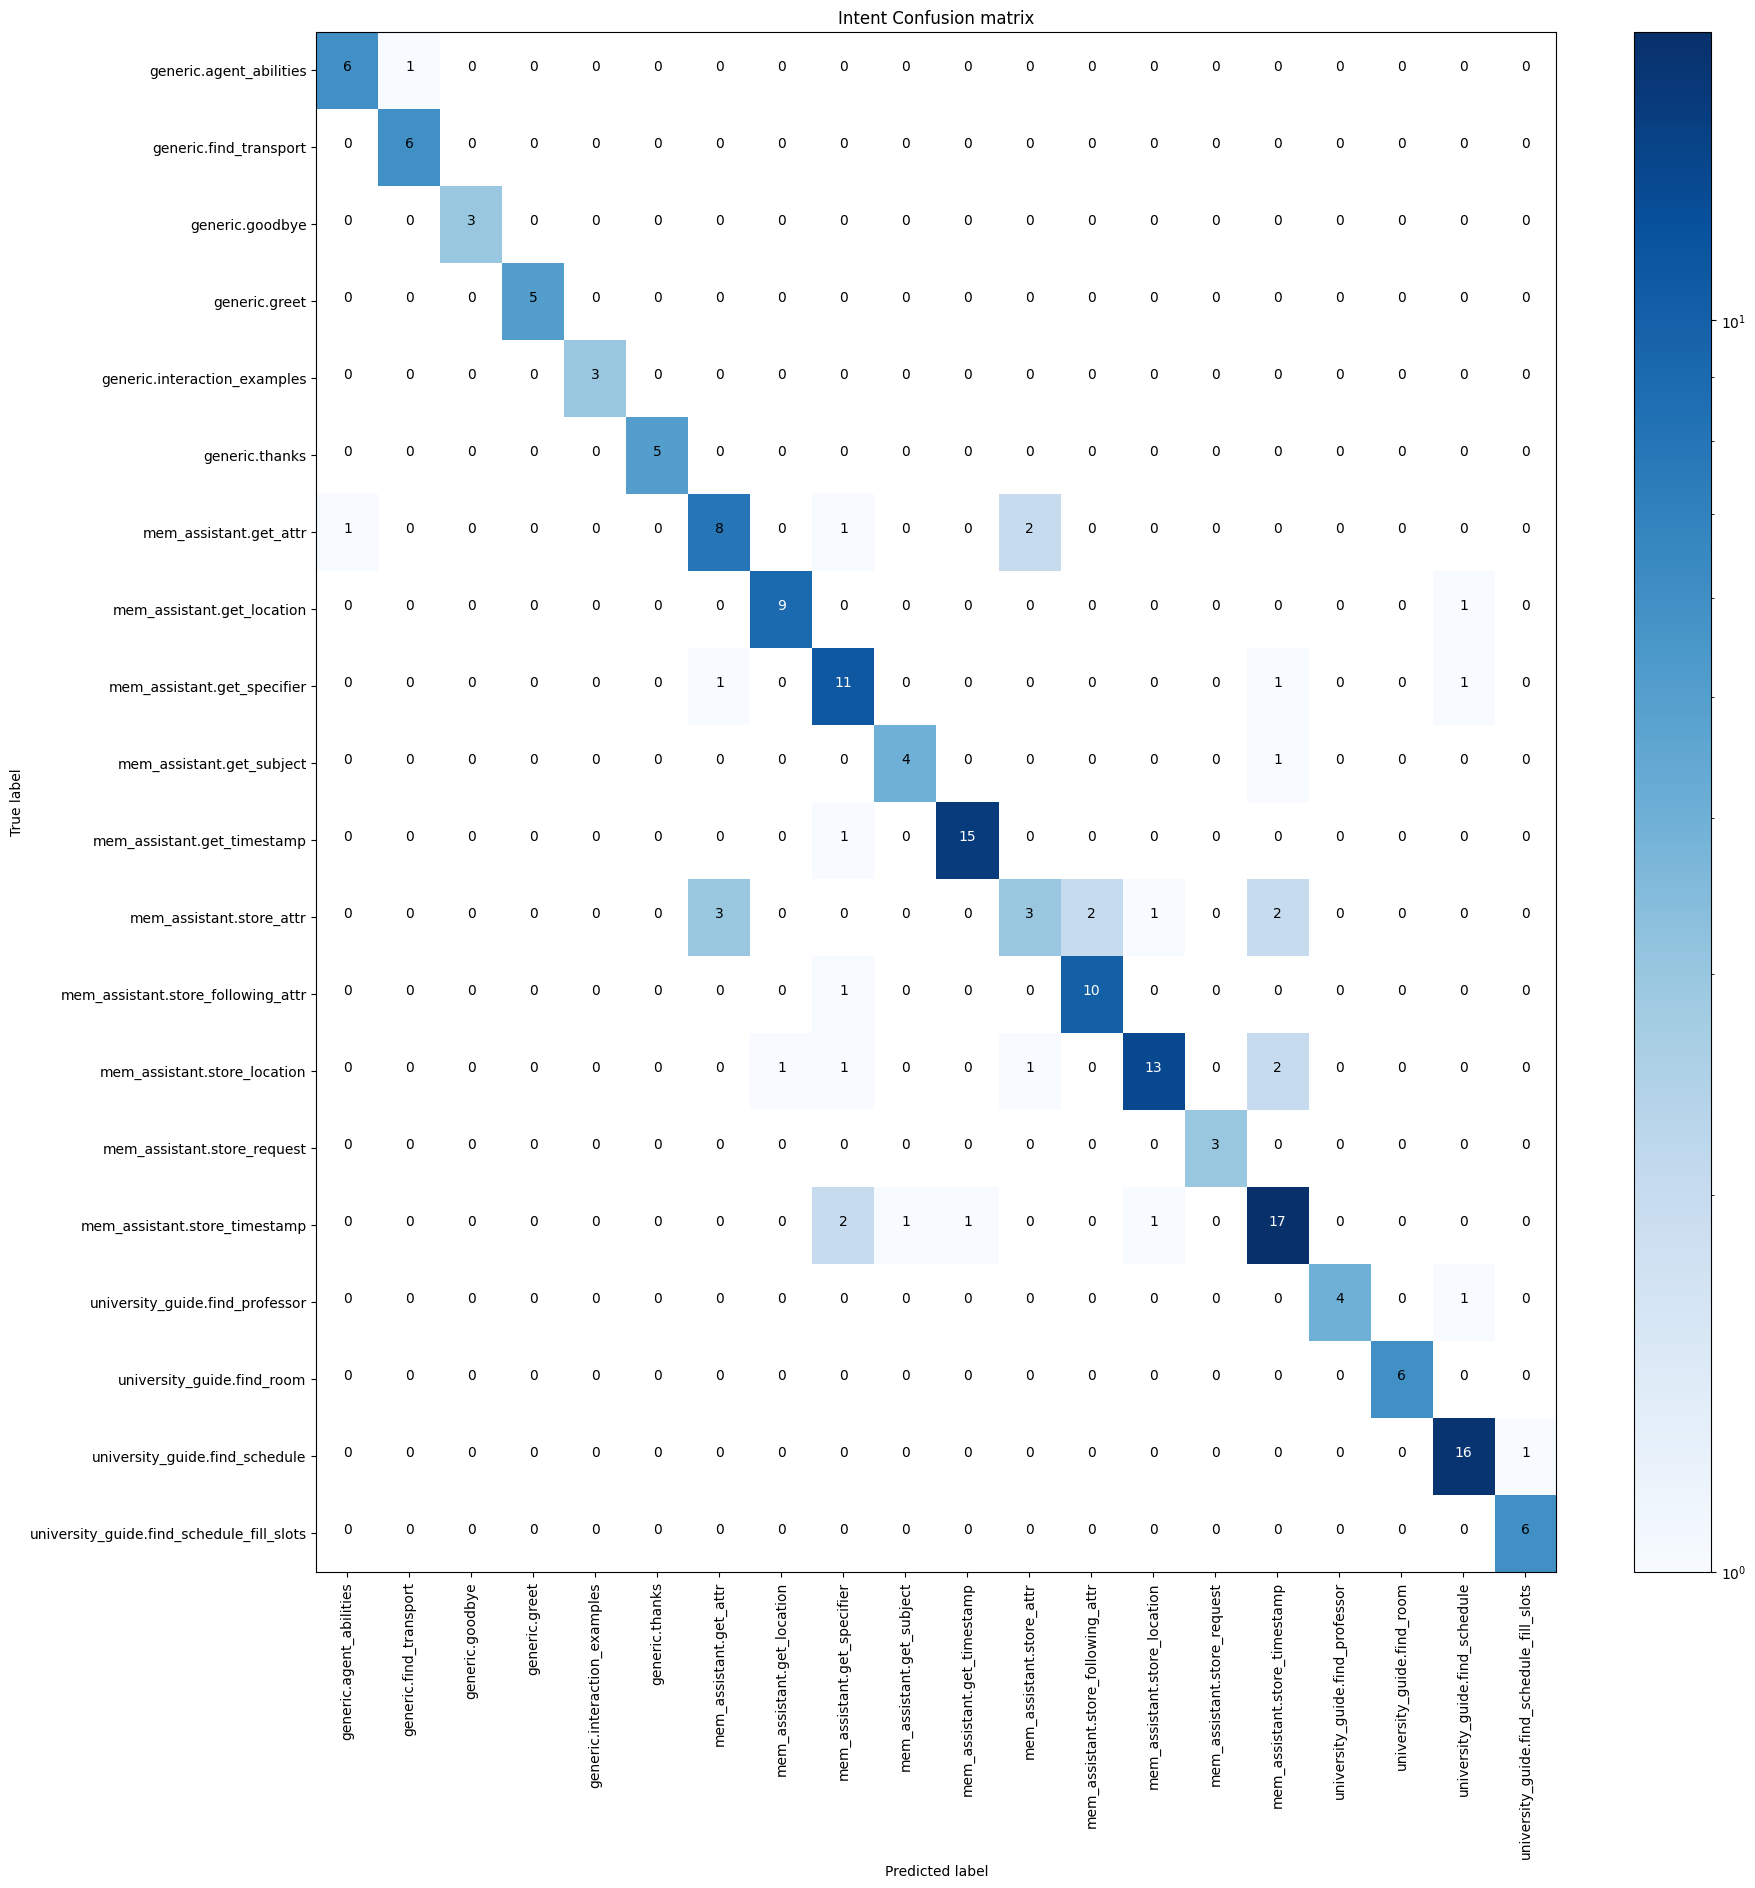 Intent Confusion matrix
generic.agent_abilities 6 1 0 0 0 0 0 0 0 0 0 0 0 0 0 0 0 0 0 0
generic.find_transport 0 6 0 0 0 0 0 0 0 0 0 0 0 0 0 0 0 0 0 0
generic.goodbye 0 0 3 0 0 0 0 0 0 0 0 0 0 0 0 0 0 0 0 0
generic.greet 0 0 0 5 0 0 0 0 0 0 0 0 0 0 0 0 0 0 0 0
10¹
generic.interaction_examples 0 0 0 0 3 0 0 0 0 0 0 0 0 0 0 0 0 0 0 0
generic.thanks 0 0 0 0 0 5 0 0 0 0 0 0 0 0 0 0 0 0 0 0
mem_assistant.get_attr 1 0 0 0 0 0 8 0 1 0 0 2 0 0 0 0 0 0 0 0
mem_assistant.get_location 0 0 0 0 0 0 0 9 0 0 0 0 0 0 0 0 0 0 1 0
mem_assistant.get_specifier 0 0 0 0 0 0 1 0 11 0 0 0 0 0 0 1 0 0 1 0
mem_assistant.get_subject 0 0 0 0 0 0 0 0 0 4 0 0 0 0 0 1 0 0 0 0
True label
mem_assistant.get_timestamp 0 0 0 0 0 0 0 0 1 0 15 0 0 0 0 0 0 0 0 0
mem_assistant.store_attr 0 0 0 0 0 0 3 0 0 0 0 3 2 1 0 2 0 0 0 0
mem_assistant.store_following_attr 0 0 0 0 0 0 0 0 1 0 0 0 10 0 0 0 0 0 0 0
mem_assistant.store_location 0 0 0 0 0 0 0 1 1 0 0 1 0 13 0 2 0 0 0 0
mem_assistant.store_request 0 0 0 0 0 0 0 0 0 0 0 0 0 0 3 0 0 0 0 0
mem_assistant.store_timestamp 0 0 0 0 0 0 0 0 2 1 1 0 0 1 0 17 0 0 0 0
university_guide.find_professor 0 0 0 0 0 0 0 0 0 0 0 0 0 0 0 0 4 0 1 0
university_guide.find_room 0 0 0 0 0 0 0 0 0 0 0 0 0 0 0 0 0 6 0 0
university_guide.find_schedule 0 0 0 0 0 0 0 0 0 0 0 0 0 0 0 0 0 0 16 1
university_guide.find_schedule_fill_slots 0 0 0 0 0 0 0 0 0 0 0 0 0 0 0 0 0 0 0 6
10⁰
generic.agent_abilities
generic.find_transport
generic.goodbye
generic.greet
generic.interaction_examples
generic.thanks
mem_assistant.get_attr
mem_assistant.get_location
mem_assistant.get_specifier
mem_assistant.get_subject
mem_assistant.get_timestamp
mem_assistant.store_attr
mem_assistant.store_following_attr
mem_assistant.store_location
mem_assistant.store_request
mem_assistant.store_timestamp
university_guide.find_professor
university_guide.find_room
university_guide.find_schedule
university_guide.find_schedule_fill_slots
Predicted label